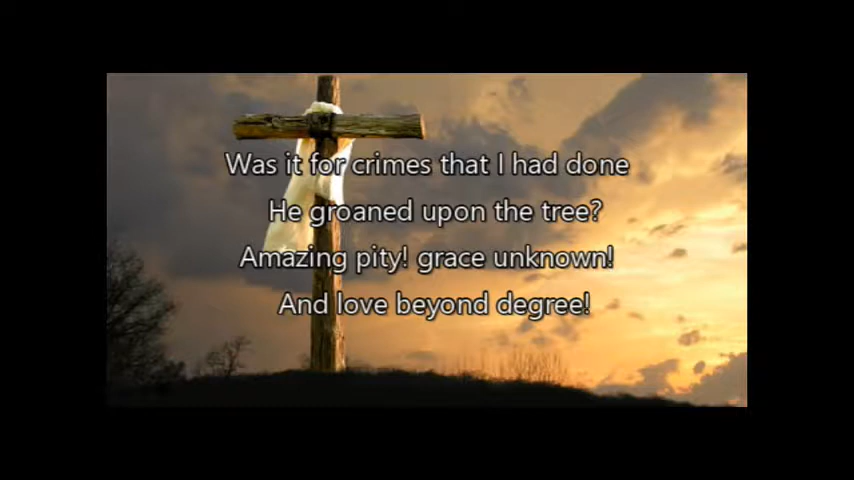 Was it for crimes that I had done
He groaned upon the tree?
Amazing pity! grace unknown!
And love beyond degree!